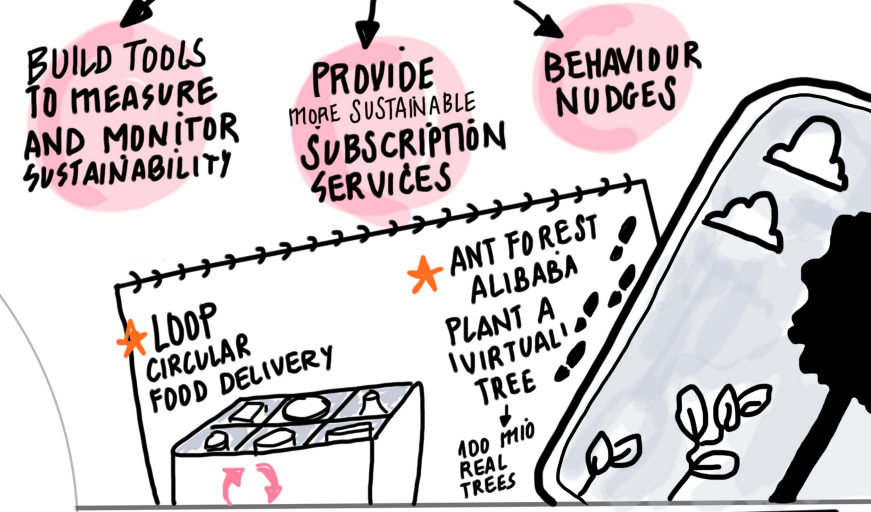 BUILD TOOLS
TO MEASURE
AND MONITOR
SUSTAINABILITY
PROVIDE
MORE SUSTAINABLE
SUBSCRIPTION
SERVICES
BEHAVIOUR
NUDGES
LOOP
CIRCULAR
FOOD DELIVERY
ANT FOREST
ALIBABA
PLANT A
'VIRTUAL'
TREE
100 MIO
REAL
TREES